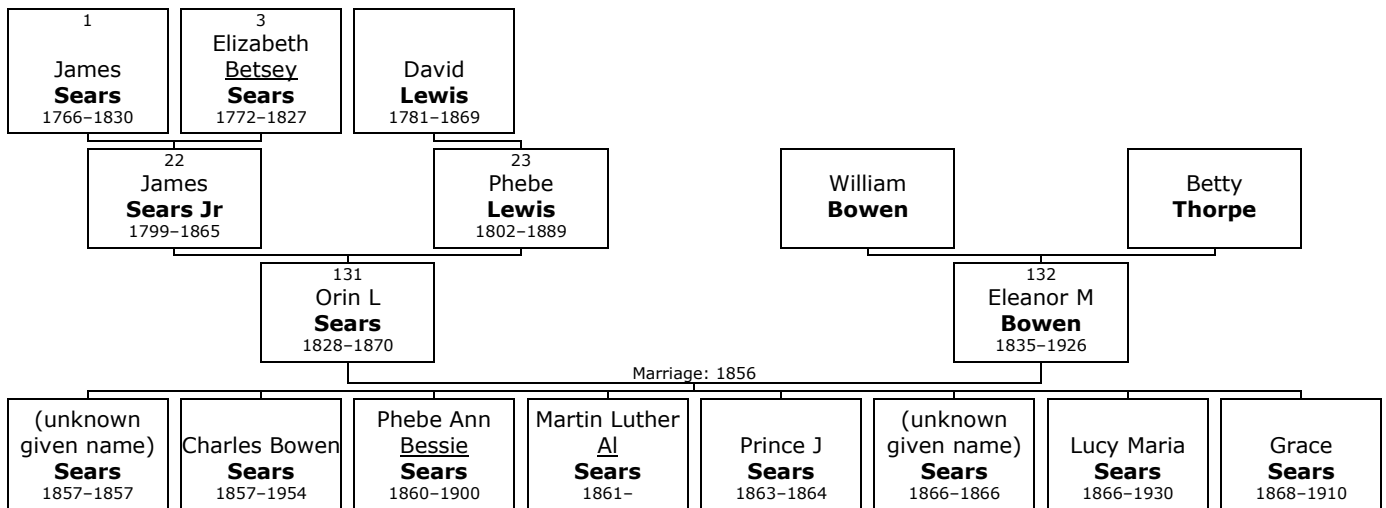 1
James
Sears
1766–1830
3
Elizabeth
Betsey
Sears
1772–1827
David
Lewis
1781–1869
22
James
Sears Jr
1799–1865
23
Phebe
Lewis
1802–1889
William
Bowen
Betty
Thorpe
131
Orin L
Sears
1828–1870
132
Eleanor M
Bowen
1835–1926
Marriage: 1856
(unknown
given name)
Sears
1857–1857
Charles Bowen
Sears
1857–1954
Phebe Ann
Bessie
Sears
1860–1900
Martin Luther
Al
Sears
1861–
Prince J
Sears
1863–1864
(unknown
given name)
Sears
1866–1866
Lucy Maria
Sears
1866–1930
Grace
Sears
1868–1910